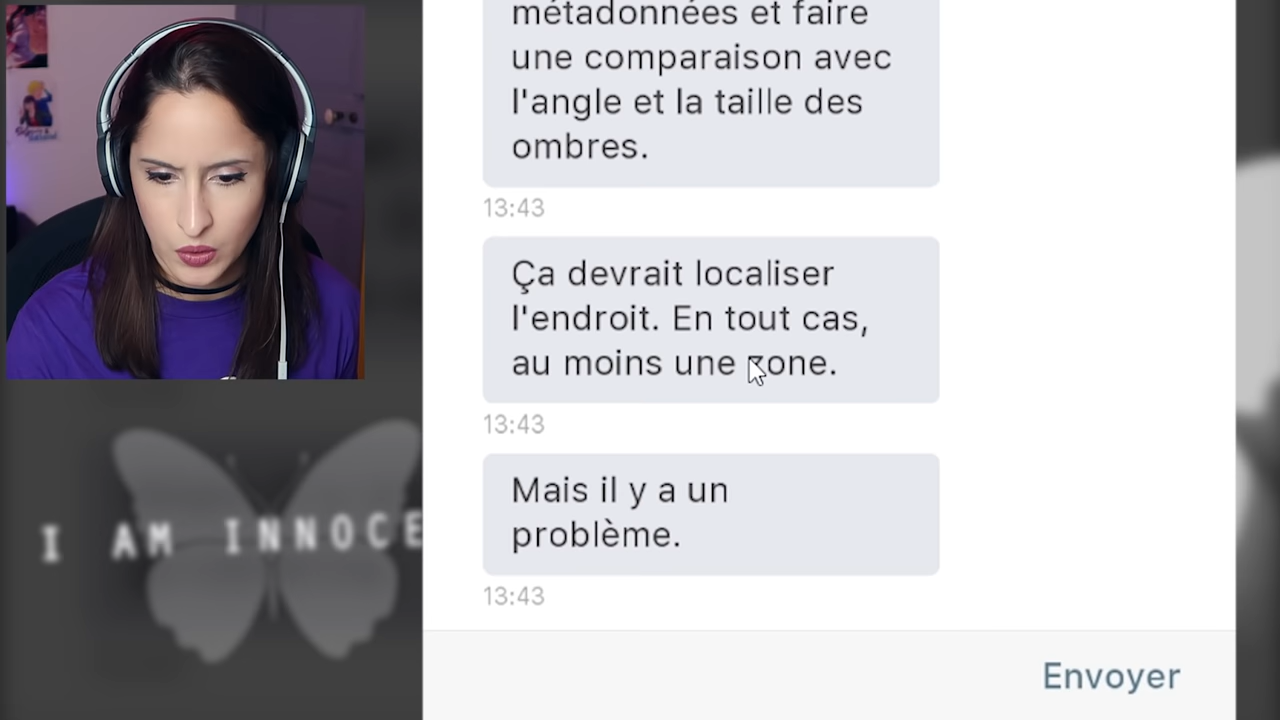 métadonnées et faire
une comparaison avec
l'angle et la taille des
ombres.
13:43
Ça devrait localiser
l'endroit. En tout cas,
au moins une zone.
13:43
Mais il y a un
problème.
13:43
Envoyer
I AM INNOCE